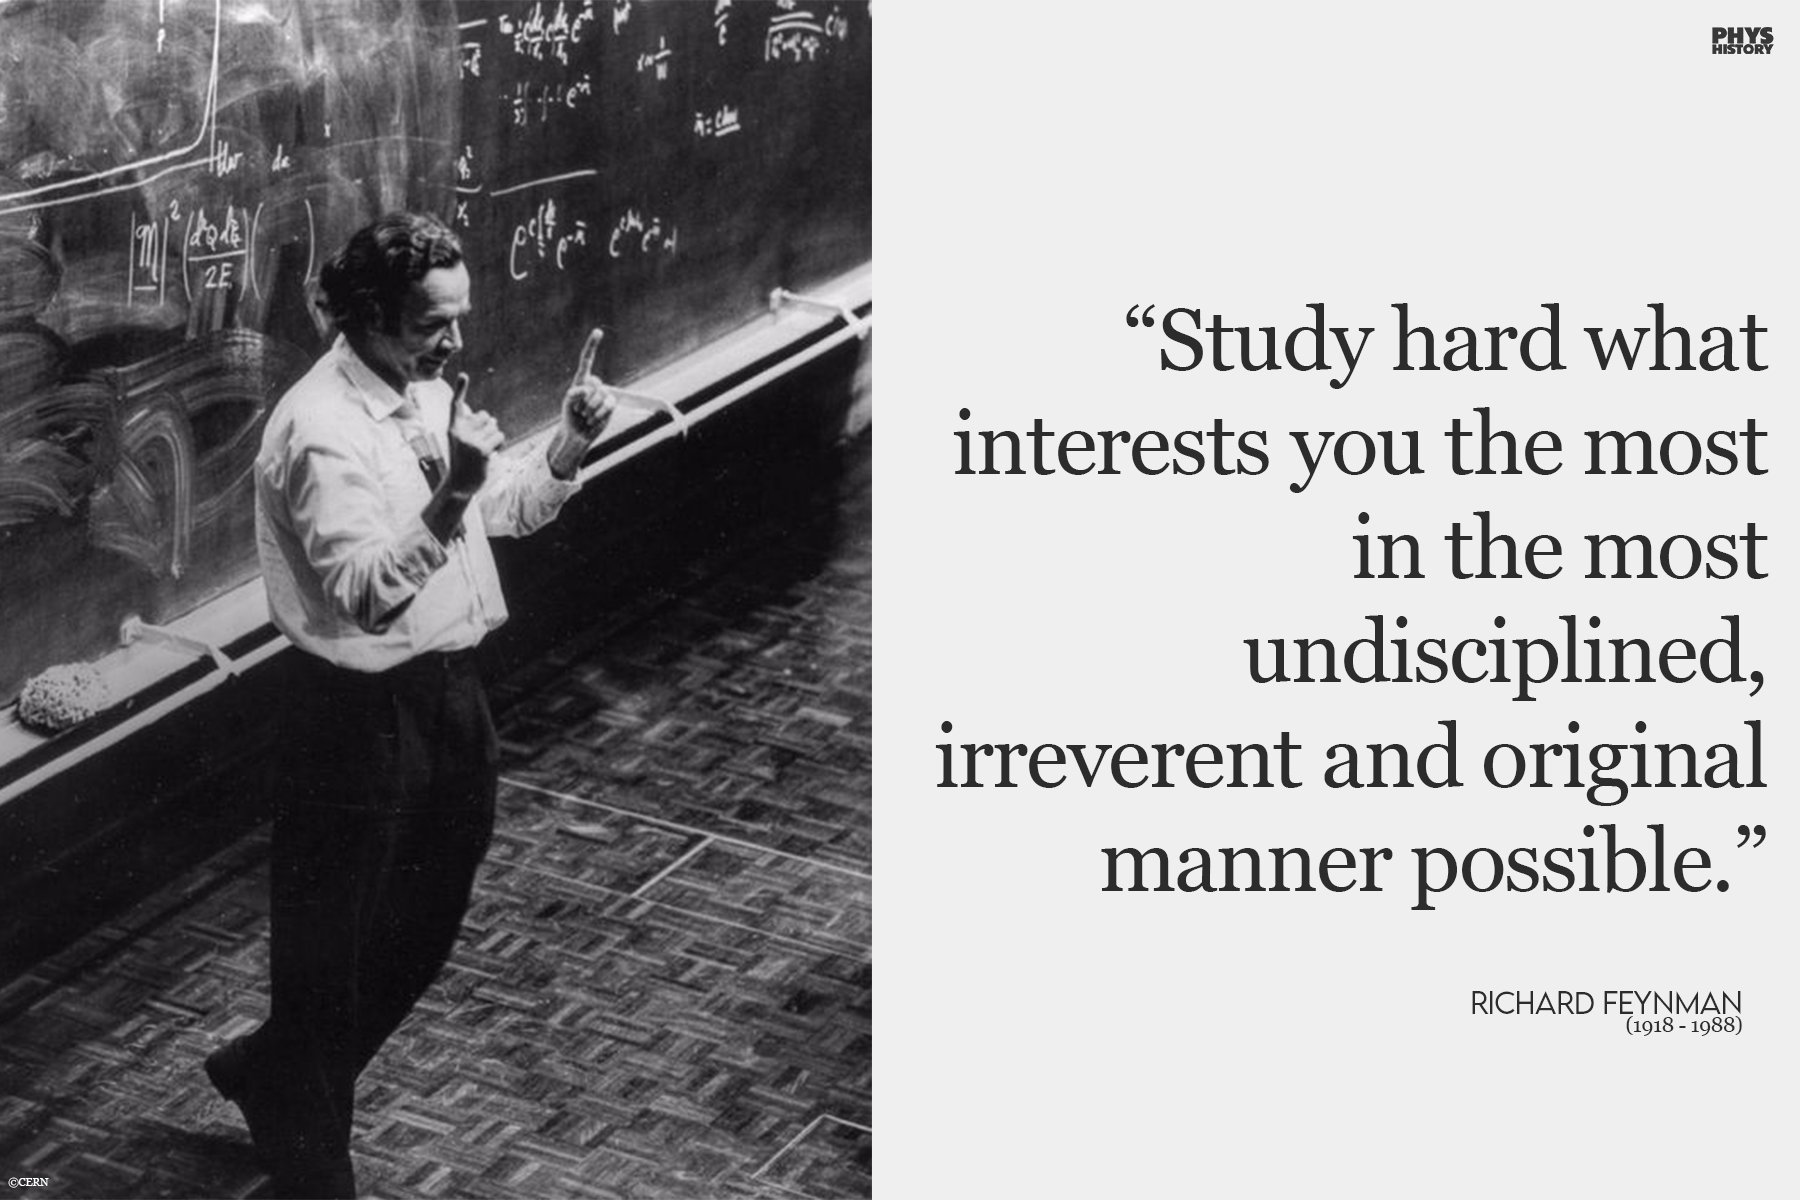 PHYS
HISTORY
“Study hard what
interests you the most
in the most
undisciplined,
irreverent and original
manner possible.”
RICHARD FEYNMAN
(1918 - 1988)
©CERN